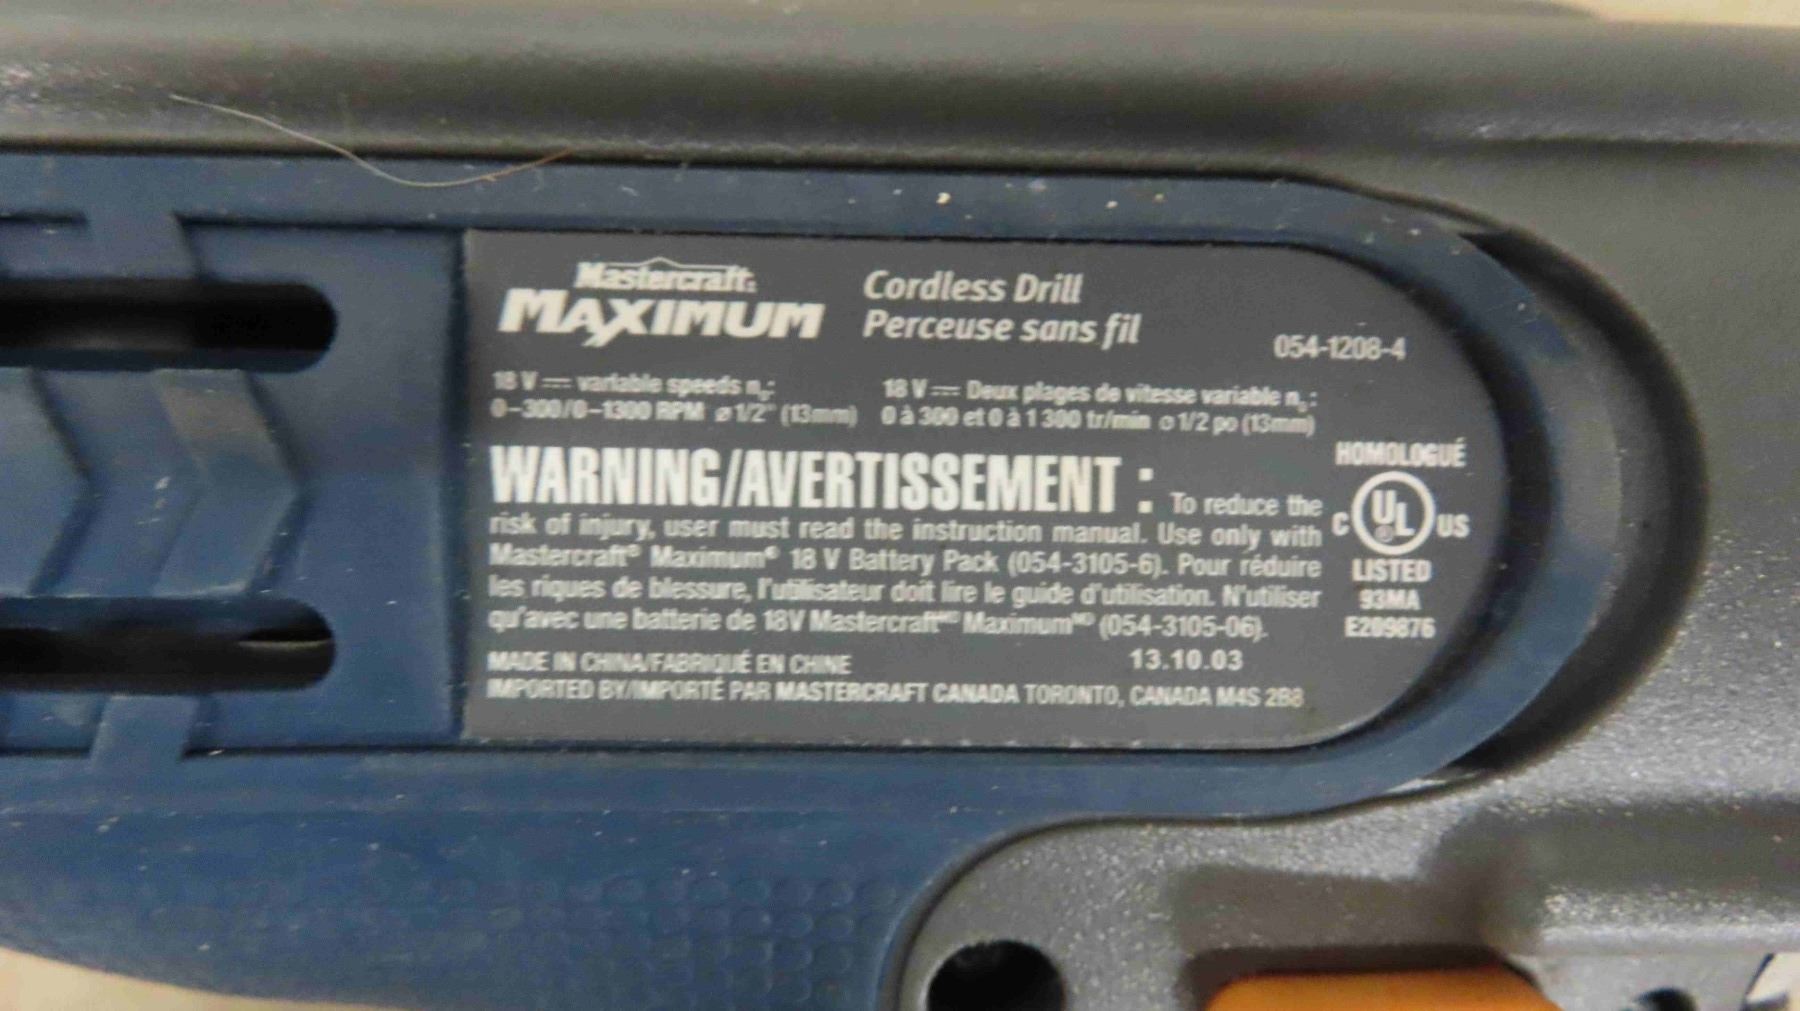 Mastercraft
MAXIMUM
Cordless Drill
Perceuse sans fil
054-1208-4
18 V variable speeds n₀:
0-300/0-1300 RPM ø1/2" (13mm)
18 V Deux plages de vitesse variable n₀:
0 à 300 et 0 à 1 300 tr/min ø1/2 po (13mm)
WARNING/AVERTISSEMENT : To reduce the
risk of injury, user must read the instruction manual. Use only with
Mastercraft® Maximum® 18 V Battery Pack (054-3105-6). Pour réduire
les riques de blessure, l'utilisateur doit lire le guide d'utilisation. N'utiliser
qu'avec une batterie de 18V Mastercraft^MD Maximum^MD (054-3105-06).
MADE IN CHINA/FABRIQUÉ EN CHINE
13.10.03
IMPORTED BY/IMPORTÉ PAR MASTERCRAFT CANADA TORONTO, CANADA M4S 2B8
HOMOLOGUÉ
C UL® US
LISTED
93MA
E209876